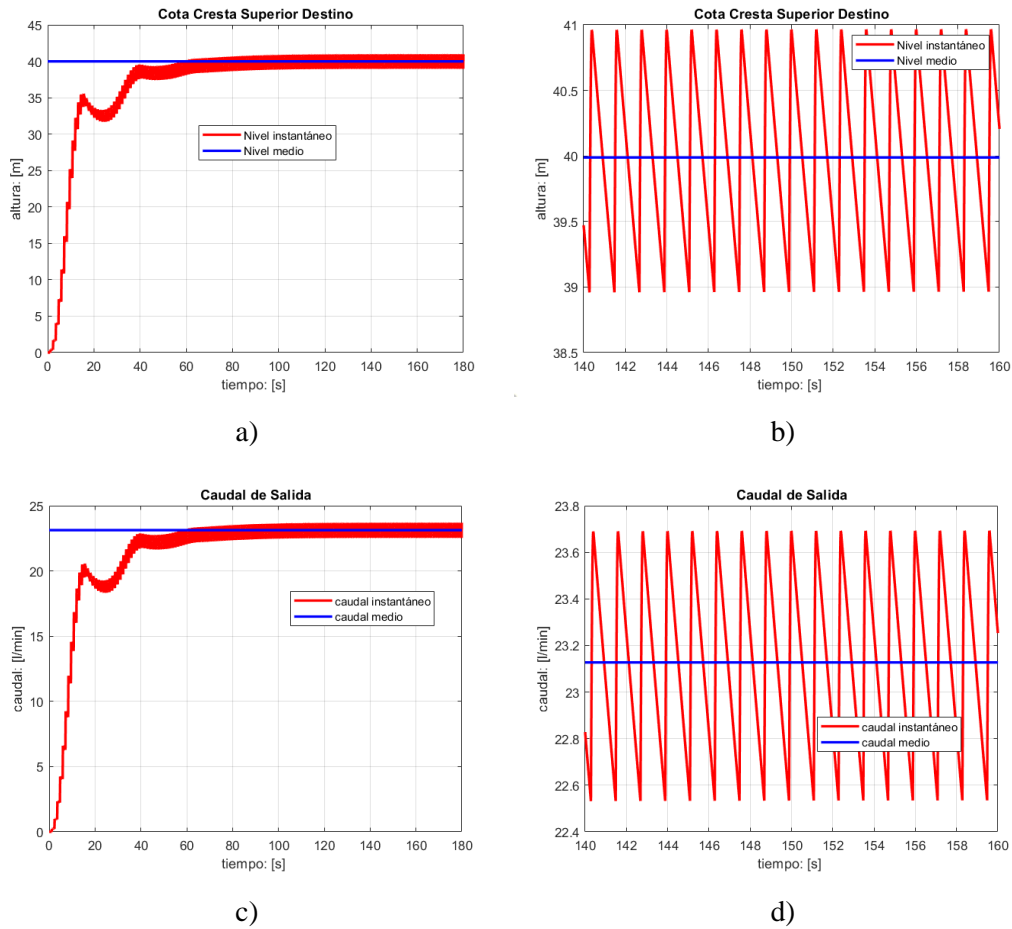 Cota Cresta Superior Destino
45
40
35
30
25
20
15
10
5
0
altura: [m]
Nivel instantáneo
Nivel medio
0 20 40 60 80 100 120 140 160 180
tiempo: [s]
a)
Cota Cresta Superior Destino
41
40.5
40
39.5
39
38.5
altura: [m]
Nivel instantáneo
Nivel medio
140 142 144 146 148 150 152 154 156 158 160
tiempo: [s]
b)
Caudal de Salida
25
20
15
10
5
0
caudal: [l/min]
caudal instantáneo
caudal medio
0 20 40 60 80 100 120 140 160 180
tiempo: [s]
c)
Caudal de Salida
23.8
23.6
23.4
23.2
23
22.8
22.6
22.4
caudal: [l/min]
caudal instantáneo
caudal medio
140 142 144 146 148 150 152 154 156 158 160
tiempo: [s]
d)